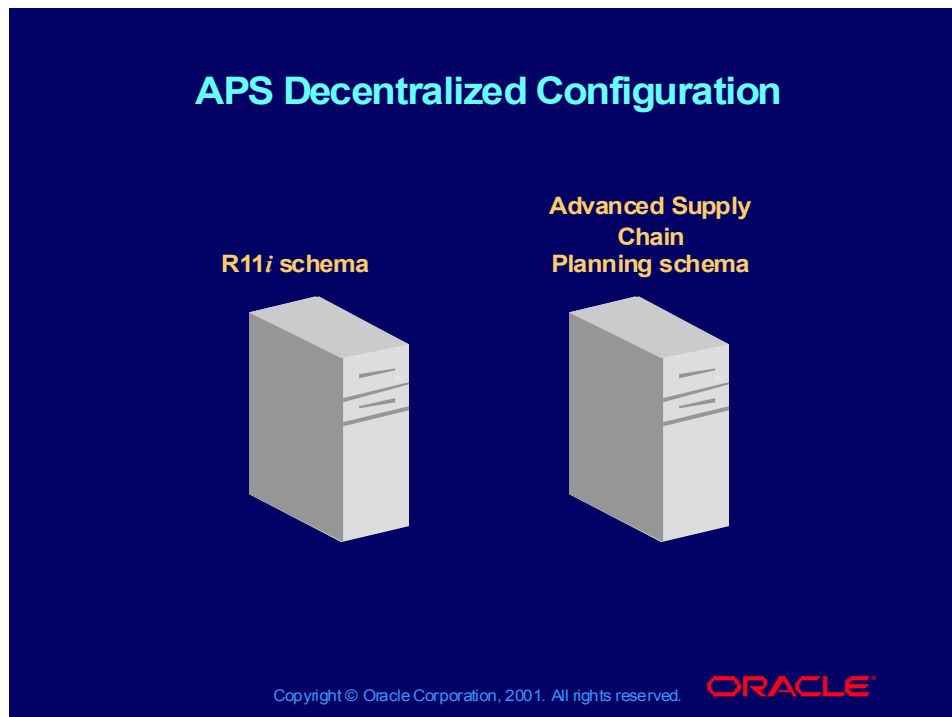 APS Decentralized Configuration
R11i schema
Advanced Supply
Chain
Planning schema
Copyright © Oracle Corporation, 2001. All rights reserved.
ORACLE®